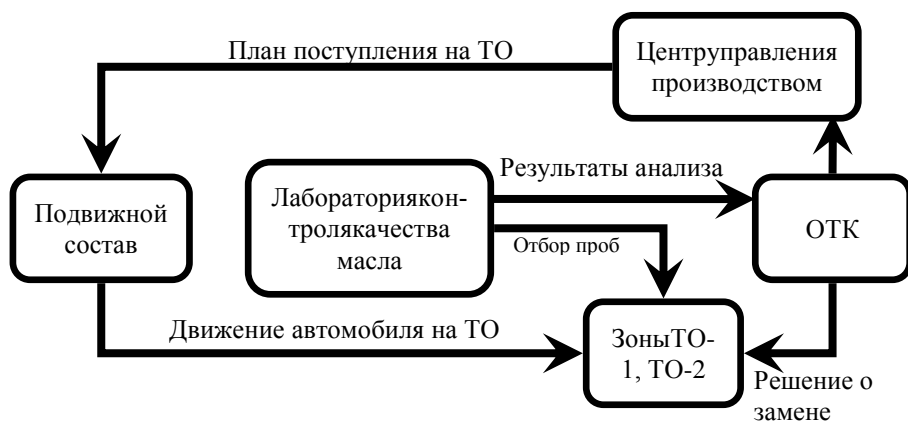 План поступления на ТО
Центруправления
производством
Результаты анализа
Подвижной
состав
Лабораториякон-
тролякачества
масла
ОТК
Отбор проб
Движение автомобиля на ТО
ЗоныТО-
1, ТО-2
Решение о
замене